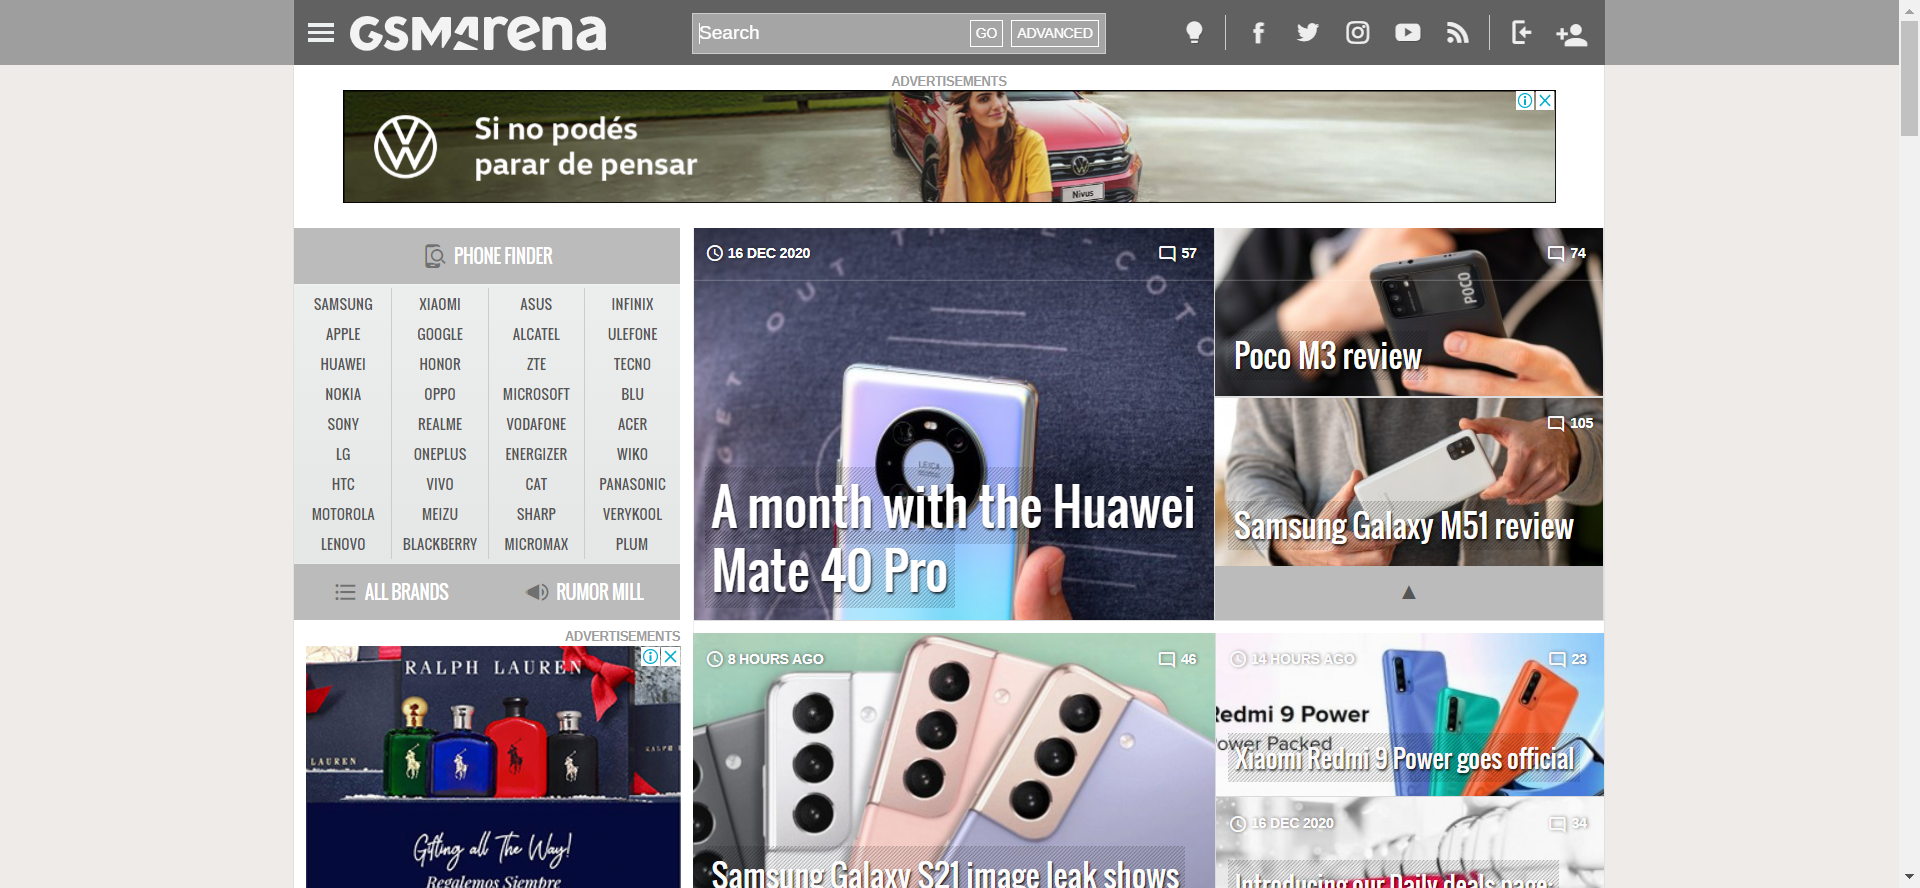 GSMArena
Search
GO
ADVANCED
ADVERTISEMENTS
Si no podés
parar de pensar
Nivus
PHONE FINDER
SAMSUNG XIAOMI ASUS INFINIX
APPLE GOOGLE ALCATEL ULEFONE
HUAWEI HONOR ZTE TECNO
NOKIA OPPO MICROSOFT BLU
SONY REALME VODAFONE ACER
LG ONEPLUS ENERGIZER WIKO
HTC VIVO CAT PANASONIC
MOTOROLA MEIZU SHARP VERYKOOL
LENOVO BLACKBERRY MICROMAX PLUM
ALL BRANDS
RUMOR MILL
16 DEC 2020
57
LEICA
A month with the Huawei
Mate 40 Pro
74
POCO
Poco M3 review
105
Samsung Galaxy M51 review
ADVERTISEMENTS
RALPH LAUREN
LAUREN
Gifting all The Way!
Regalemos Siempre
8 HOURS AGO
46
Samsung Galaxy S21 image leak shows
14 HOURS AGO
23
Redmi 9 Power
ower Packed
Xiaomi Redmi 9 Power goes official
16 DEC 2020
34
Introducing our Daily deals page: